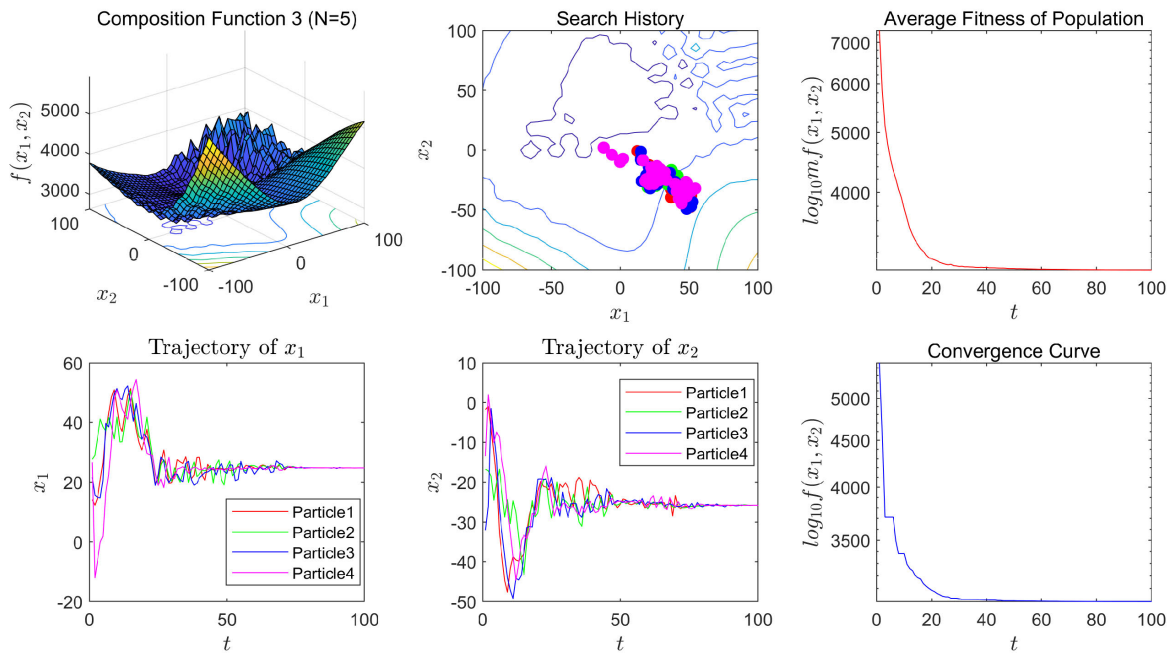 Composition Function 3 (N=5)
f(x₁, x₂)
5000
4000
3000
100
0
-100
x₂
-100
0
100
x₁
Search History
x₂
100
50
0
-50
-100
-100
-50
0
50
100
x₁
Average Fitness of Population
log₁₀mf(x₁, x₂)
7000
6000
5000
4000
0
20
40
60
80
100
t
Trajectory of x₁
x₁
60
40
20
0
-20
0
50
100
t
Particle1
Particle2
Particle3
Particle4
Trajectory of x₂
x₂
10
0
-10
-20
-30
-40
-50
0
50
100
t
Particle1
Particle2
Particle3
Particle4
Convergence Curve
log₁₀f(x₁, x₂)
5000
4500
4000
3500
0
20
40
60
80
100
t